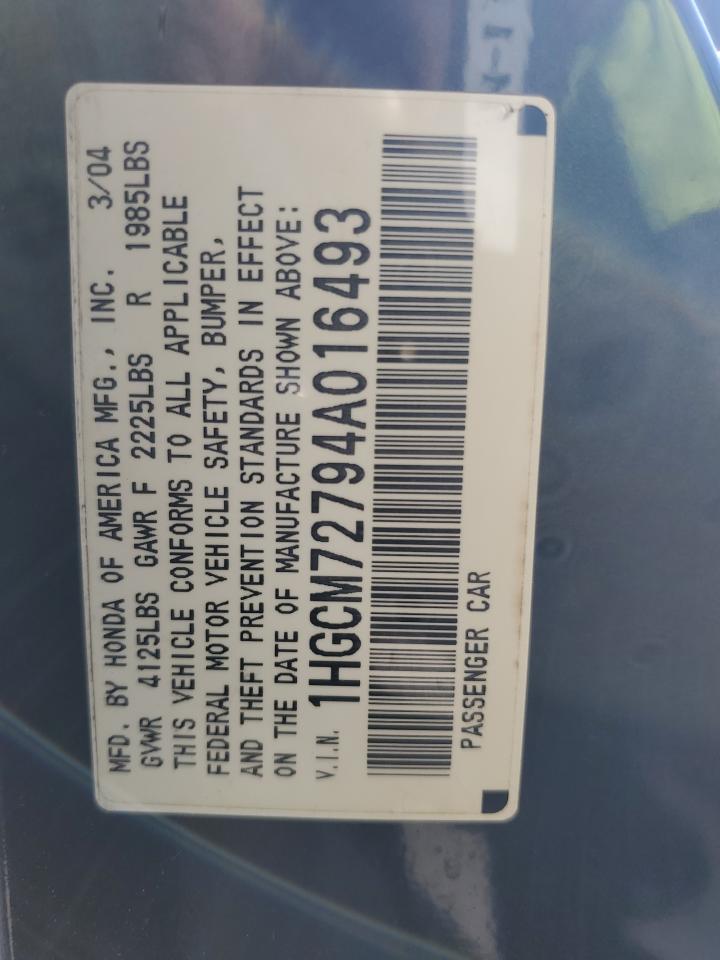 MFD. BY HONDA OF AMERICA MFG., INC. 3/04
GVWR 4125LBS GAWR F 2225LBS R 1985LBS
THIS VEHICLE CONFORMS TO ALL APPLICABLE
FEDERAL MOTOR VEHICLE SAFETY, BUMPER,
AND THEFT PREVENTION STANDARDS IN EFFECT
ON THE DATE OF MANUFACTURE SHOWN ABOVE:
V.I.N. 1HGCM72794A016493
PASSENGER CAR